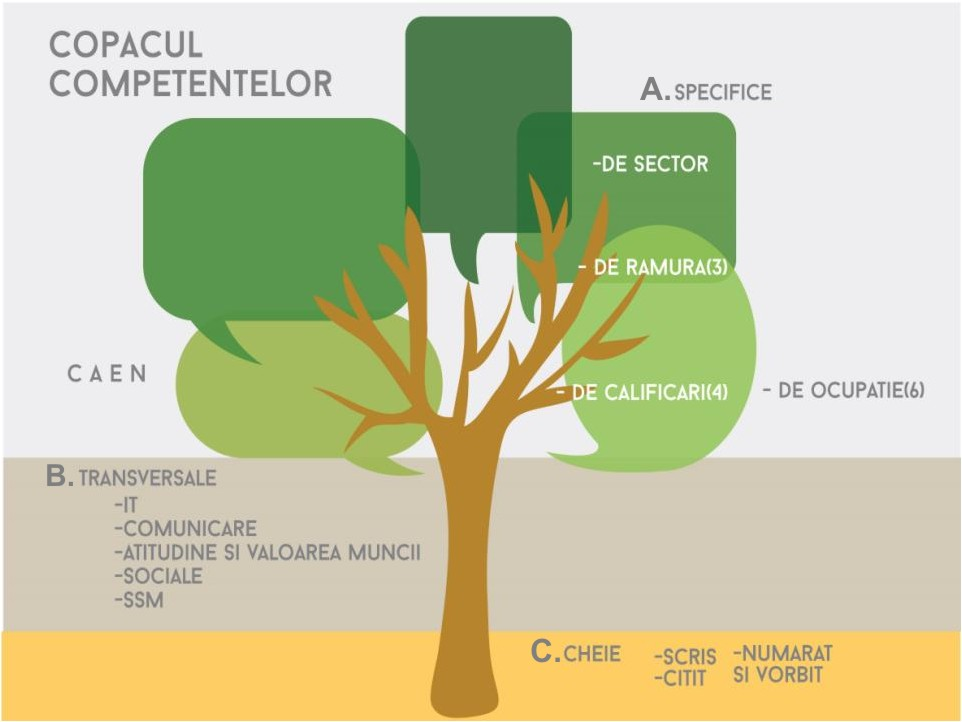 COPACUL
COMPETENTELOR
A. SPECIFICE
-DE SECTOR
- DE RAMURA(3)
CAEN
- DE CALIFICARI(4)
- DE OCUPATIE(6)
B. TRANSVERSALE
-IT
-COMUNICARE
-ATITUDINE SI VALOAREA MUNCII
-SOCIALE
-SSM
C. CHEIE
-SCRIS
-CITIT
-NUMARAT
SI VORBIT